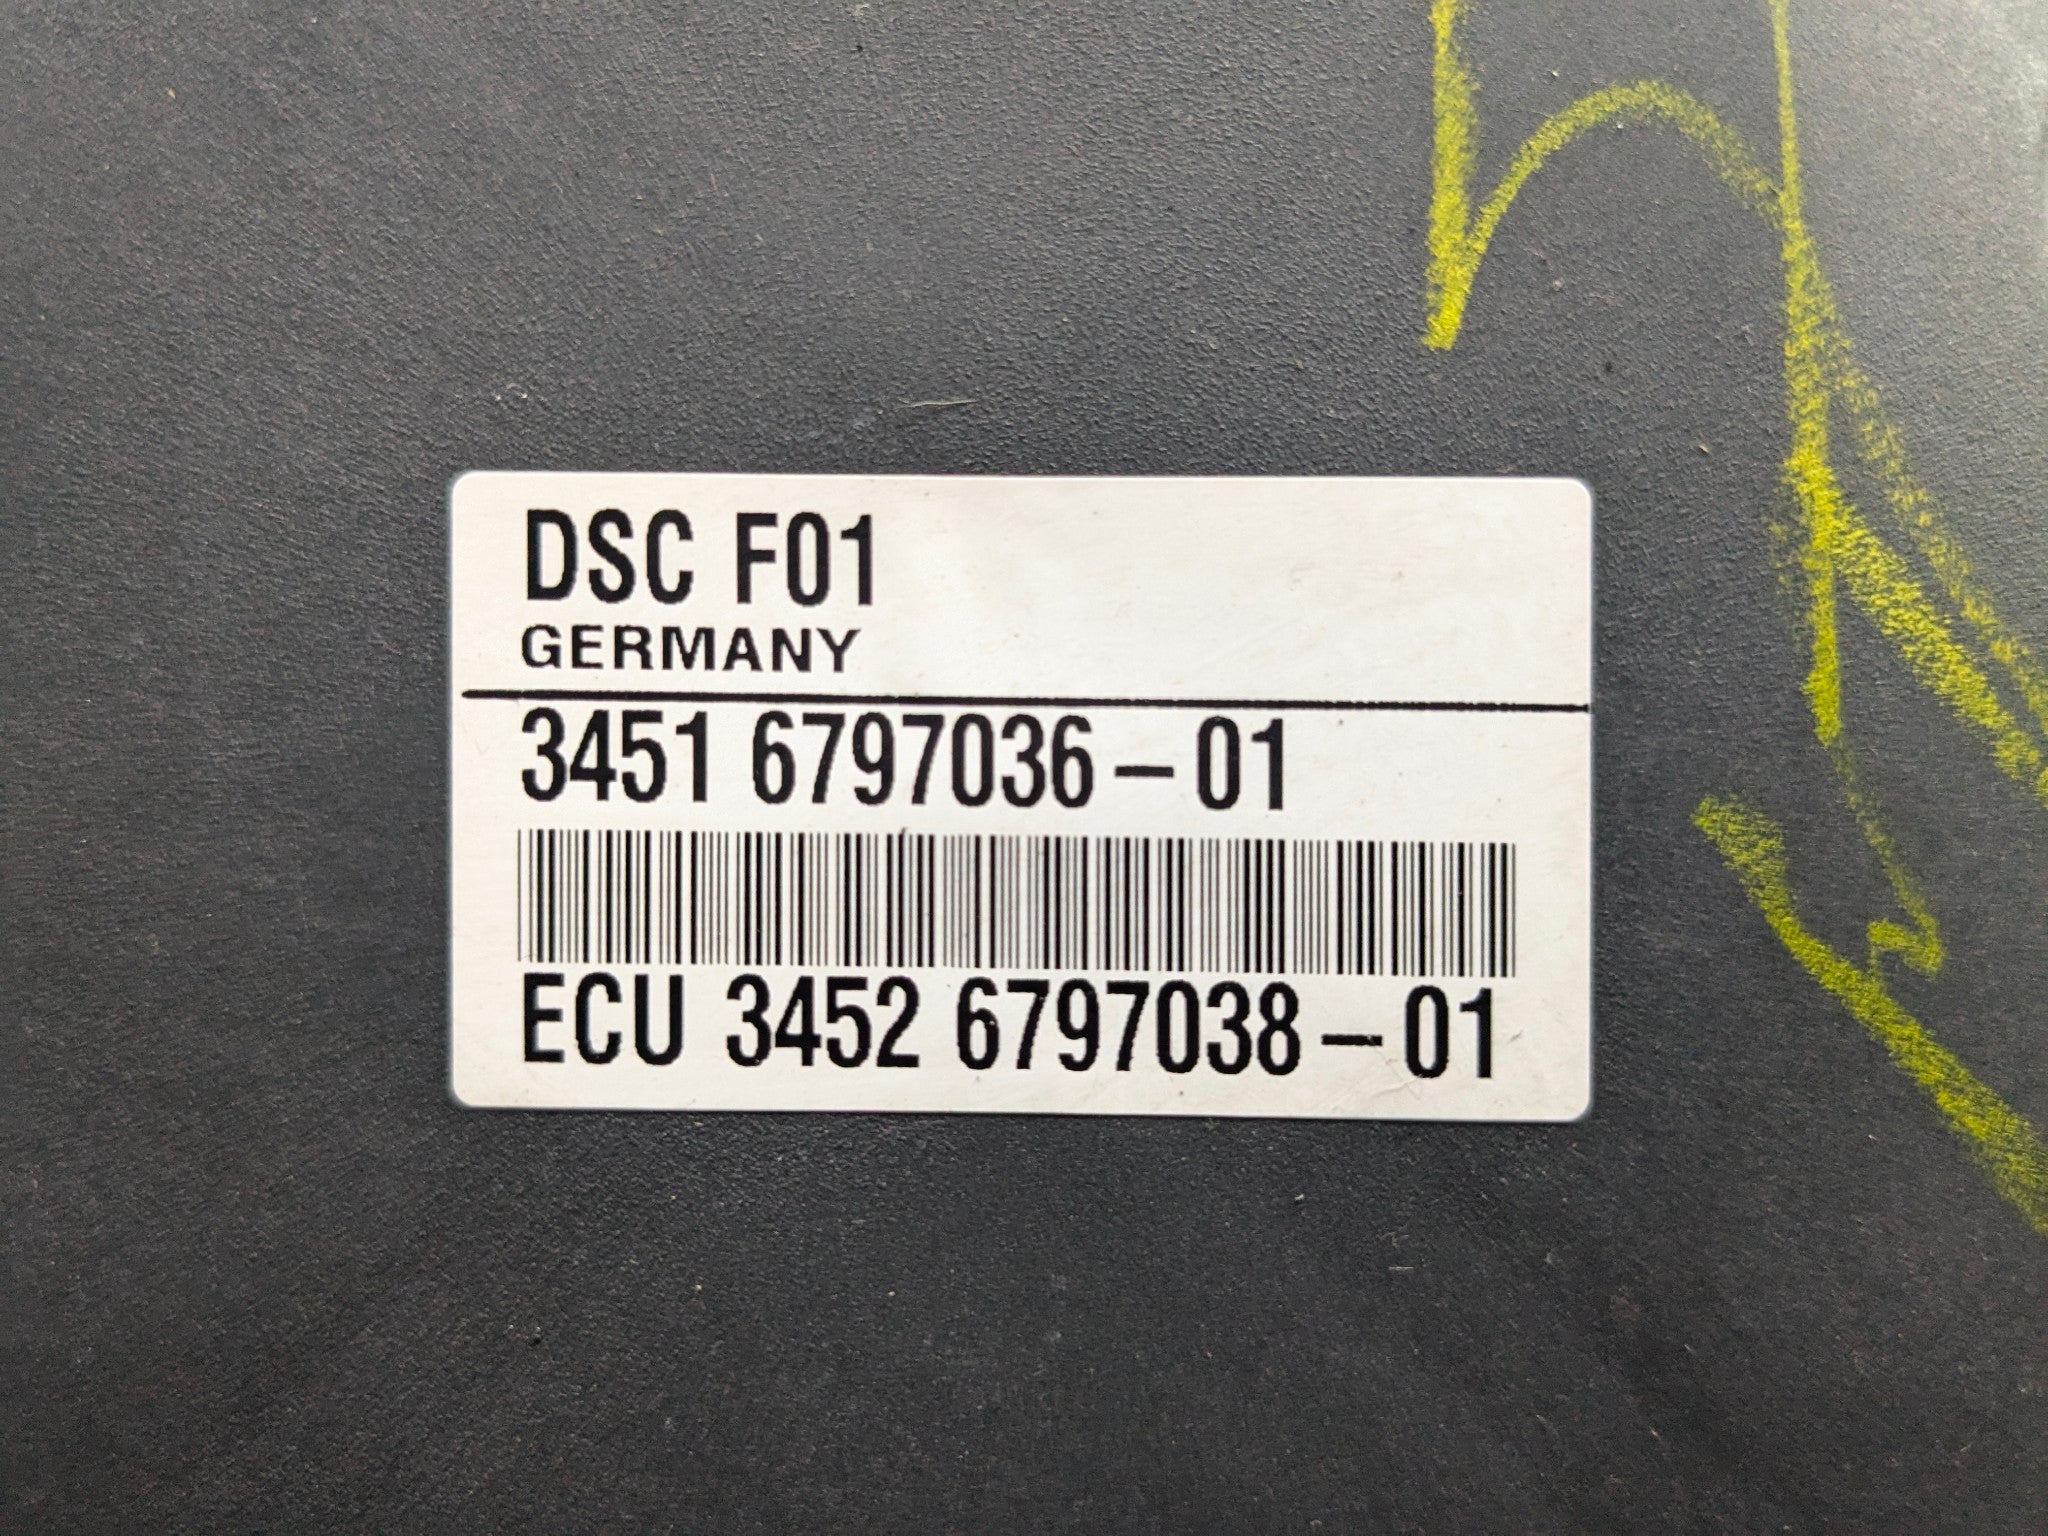 DSC F01
GERMANY
3451 6797036-01
ECU 3452 6797038-01